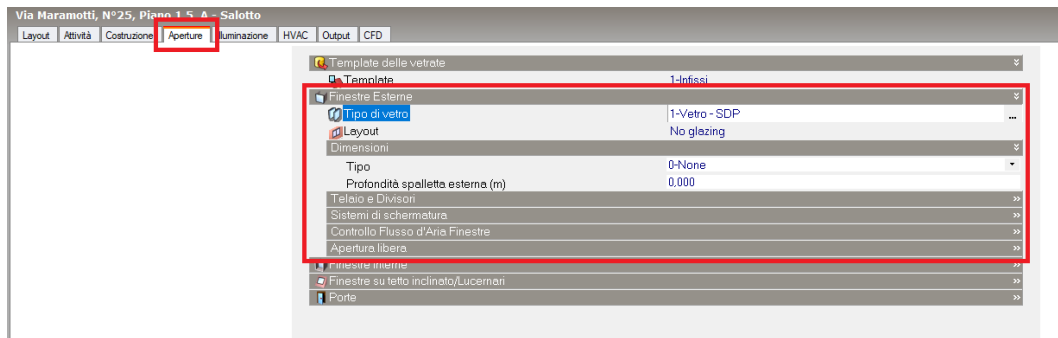 Via Maramotti, N°25, Piano 1 5, A - Salotto
Layout Attività Costruzione Aperture Illuminazione HVAC Output CFD
Template delle vetrate
Template 1-Infissi
Finestre Esterne
Tipo di vetro 1-Vetro - SDP ...
Layout No glazing
Dimensioni
Tipo 0-None
Profondità spalletta esterna (m) 0,000
Telaio e Divisori
Sistemi di schermatura
Controllo Flusso d'Aria Finestre
Apertura libera
Finestre Interne
Finestre su tetto inclinato/Lucernari
Porte